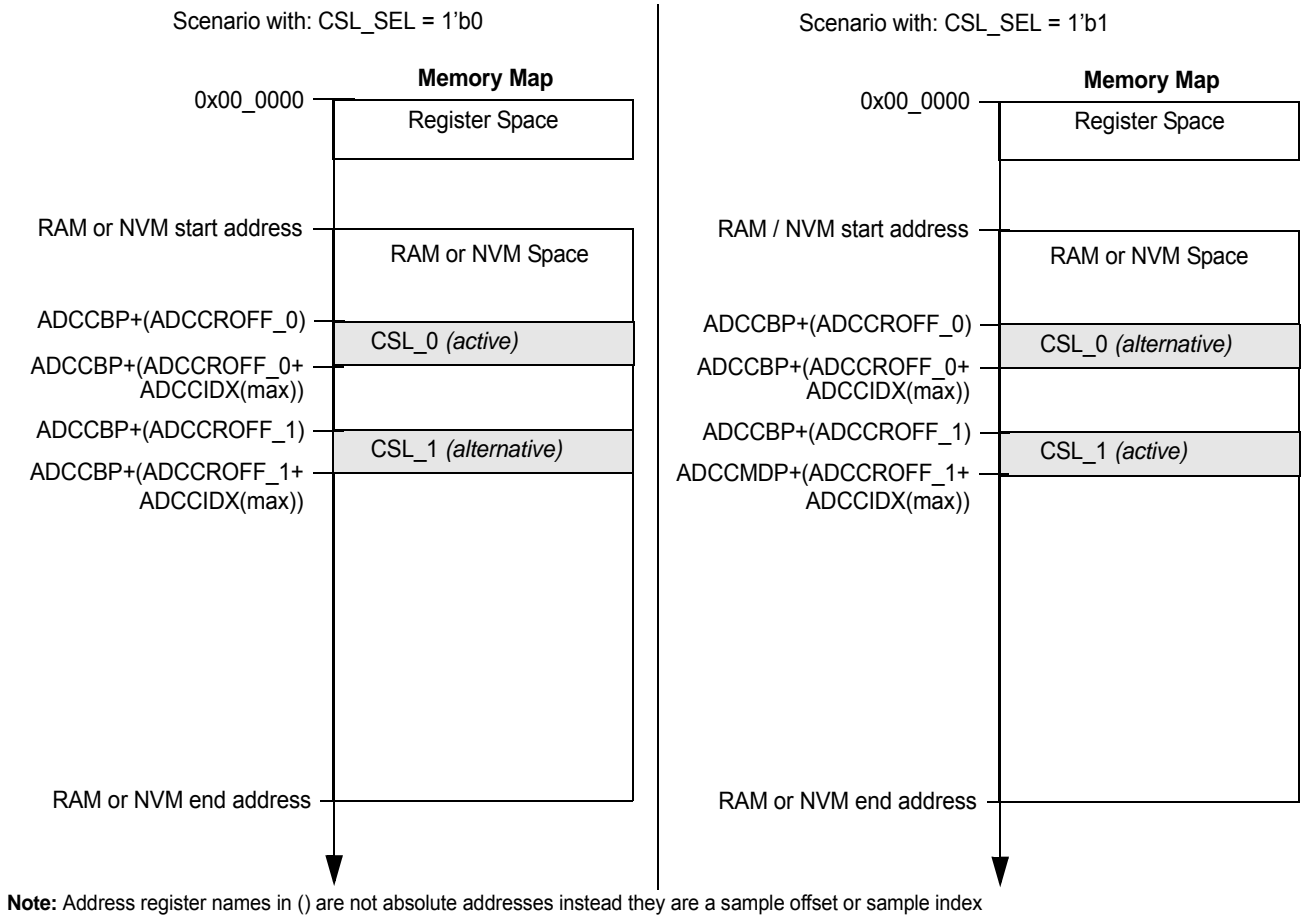 Scenario with: CSL_SEL = 1'b0
Memory Map
0x00_0000
Register Space
RAM or NVM start address
RAM or NVM Space
ADCCBP+(ADCCROFF_0)
CSL_0 (active)
ADCCBP+(ADCCROFF_0+
ADCCIDX(max))
ADCCBP+(ADCCROFF_1)
CSL_1 (alternative)
ADCCBP+(ADCCROFF_1+
ADCCIDX(max))
RAM or NVM end address
Scenario with: CSL_SEL = 1'b1
Memory Map
0x00_0000
Register Space
RAM / NVM start address
RAM or NVM Space
ADCCBP+(ADCCROFF_0)
CSL_0 (alternative)
ADCCBP+(ADCCROFF_0+
ADCCIDX(max))
ADCCBP+(ADCCROFF_1)
CSL_1 (active)
ADCCMDP+(ADCCROFF_1+
ADCCIDX(max))
RAM or NVM end address
Note: Address register names in () are not absolute addresses instead they are a sample offset or sample index